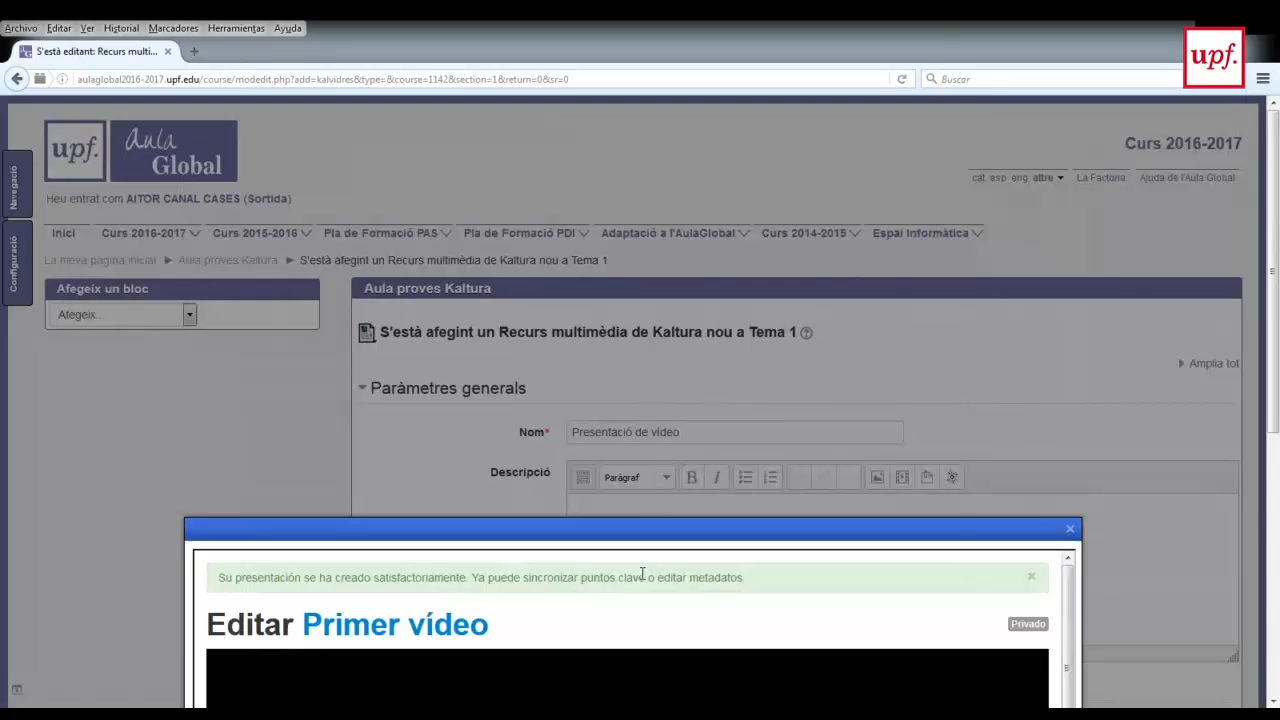 Archivo Editar Ver Historial Marcadores Herramientas Ayuda
S'està editant: Recurs multi...
upf.
aulaglobal2016-2017.upf.edu/course/modedit.php?add=kalvidres&type=&course=1142&section=1&return=0&sr=0
Buscar
upf. Aula Global
Curs 2016-2017
Navegació
cat esp eng altre La Factoria Ajuda de l'Aula Global
Heu entrat com AITOR CANAL CASES (Sortida)
Configuració
Inici Curs 2016-2017 Curs 2015-2016 Pla de Formació PAS Pla de Formació PDI Adaptació a l'AulaGlobal Curs 2014-2015 Espai Informàtica
La meva pàgina inicial Aula proves Kaltura S'està afegint un Recurs multimèdia de Kaltura nou a Tema 1
Afegeix un bloc
Afegeix...
Aula proves Kaltura
S'està afegint un Recurs multimèdia de Kaltura nou a Tema 1
Amplia tot
Paràmetres generals
Nom* Presentació de vídeo
Descripció
Paràgraf B I
Su presentación se ha creado satisfactoriamente. Ya puede sincronizar puntos clave o editar metadatos.
Editar Primer vídeo
Privado